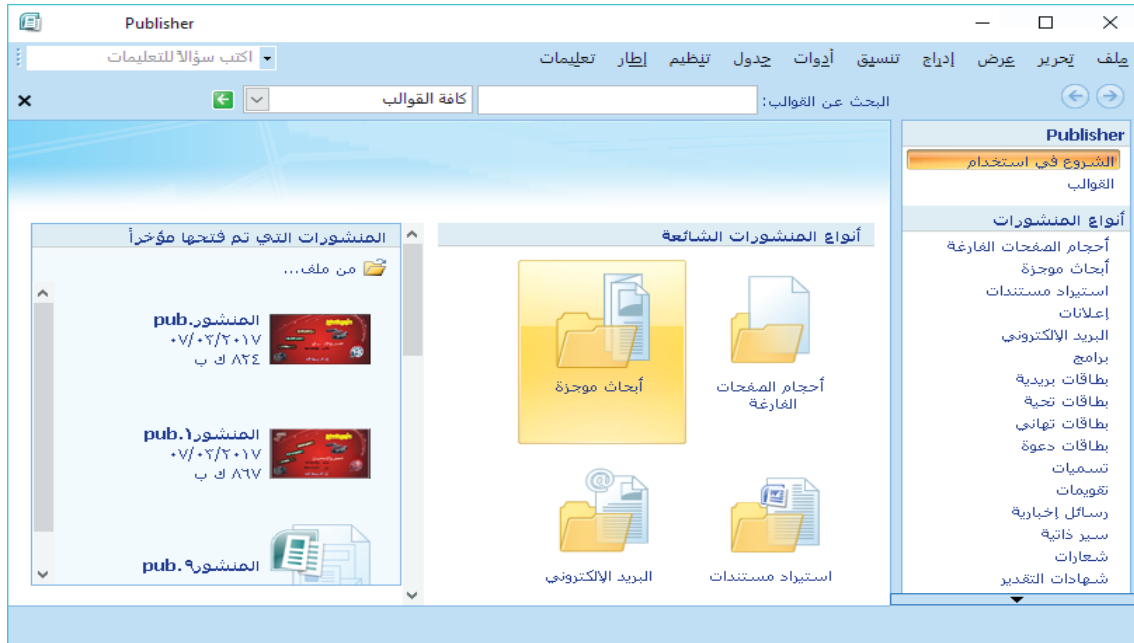 Publisher
ملف تحرير عرض إدراج تنسيق أدوات جدول تنظيم إطار تعليمات
اكتب سؤالاً للتعليمات
البحث عن القوالب:
كافة القوالب
Publisher
الشروع في استخدام
القوالب
أنواع المنشورات
أحجام الصفحات الفارغة
أبحاث موجزة
استيراد مستندات
إعلانات
البريد الإلكتروني
برامج
بطاقات بريدية
بطاقات تحية
بطاقات تهاني
بطاقات دعوة
تسميات
تقويمات
رسائل إخبارية
سير ذاتية
شعارات
شهادات التقدير
أنواع المنشورات الشائعة
أحجام الصفحات
الفارغة
أبحاث موجزة
استيراد مستندات
البريد الإلكتروني
المنشورات التي تم فتحها مؤخراً
من ملف...
المنشور.pub
٠٧/٠٢/٢٠١٧
٨٢٤ ك ب
المنشور١.pub
٠٧/٠٢/٢٠١٧
٨٦٧ ك ب
المنشور٩.pub